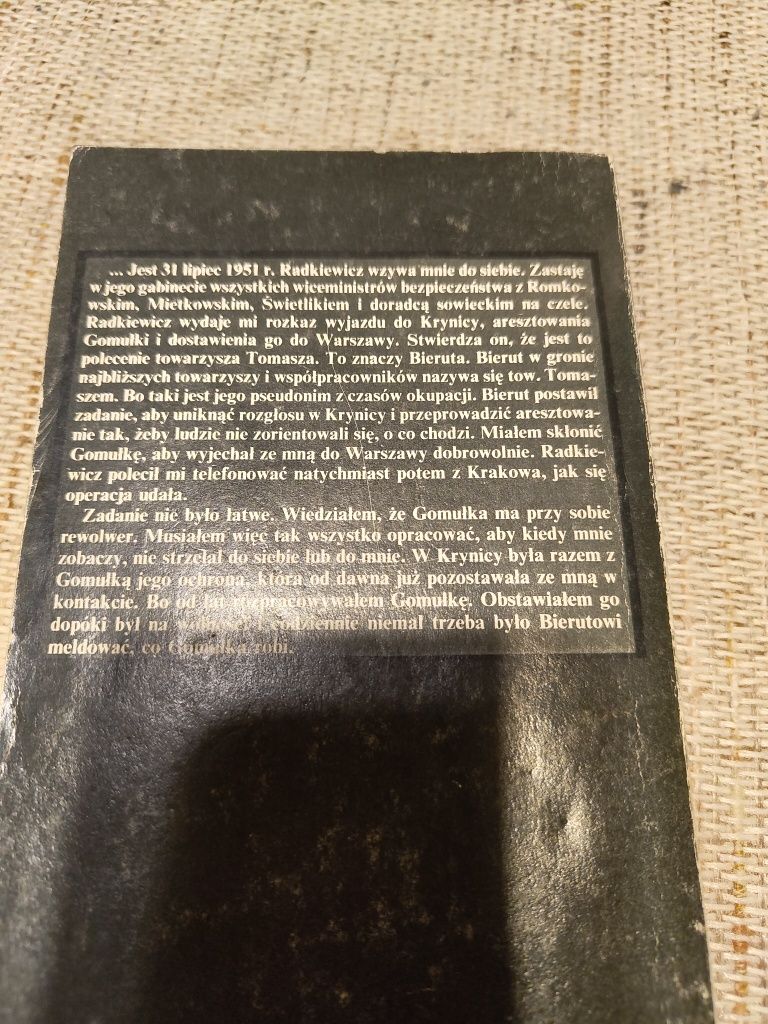 ... Jest 31 lipiec 1951 r. Radkiewicz wzywa mnie do siebie. Zastaję
w jego gabinecie wszystkich wiceministrów bezpieczeństwa z Romko-
wskim, Mietkowskim, Świetlikiem i doradcą sowieckim na czele.
Radkiewicz wydaje mi rozkaz wyjazdu do Krynicy, aresztowania
Gomułki i dostawienia go do Warszawy. Stwierdza on, że jest to
polecenie towarzysza Tomasza. To znaczy Bieruta. Bierut w gronie
najbliższych towarzyszy i współpracowników nazywa się tow. Toma-
szem. Bo taki jest jego pseudonim z czasów okupacji. Bierut postawił
zadanie, aby uniknąć rozgłosu w Krynicy i przeprowadzić aresztowa-
nie tak, żeby ludzie nie zorientowali się, o co chodzi. Miałem skłonić
Gomułkę, aby wyjechał ze mną do Warszawy dobrowolnie. Radkie-
wicz polecił mi telefonować natychmiast potem z Krakowa, jak się
operacja udała.
Zadanie nie było łatwe. Wiedziałem, że Gomułka ma przy sobie
rewolwer. Musiałem więc tak wszystko opracować, aby kiedy mnie
zobaczy, nie strzelał do siebie lub do mnie. W Krynicy była razem z
Gomułką jego ochrona, która od dawna już pozostawała ze mną w
kontakcie. Bo od lat rozpracowywałem Gomułkę. Obstawiałem go
dopóki był na wolności i codziennie niemal trzeba było Bierutowi
meldować, co Gomułka robi.